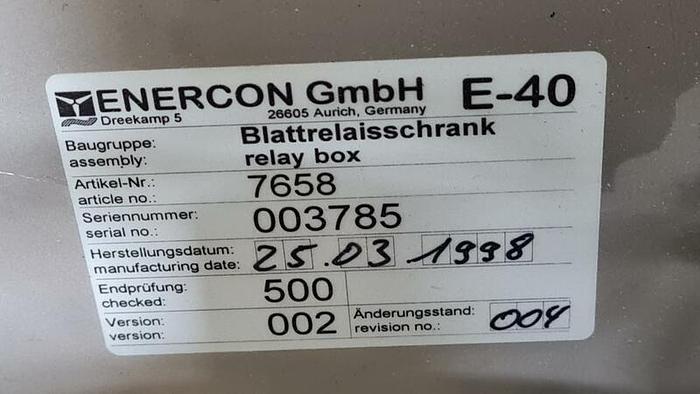 ENERCON GmbH E-40
Dreekamp 5 26605 Aurich, Germany
Baugruppe: Blattrelaisschrank
assembly: relay box
Artikel-Nr.: 7658
article no.:
Seriennummer: 003785
serial no.:
Herstellungsdatum: 25.03.1998
manufacturing date:
Endprüfung: 500
checked:
Version: 002 Änderungsstand: 004
version: revision no.: